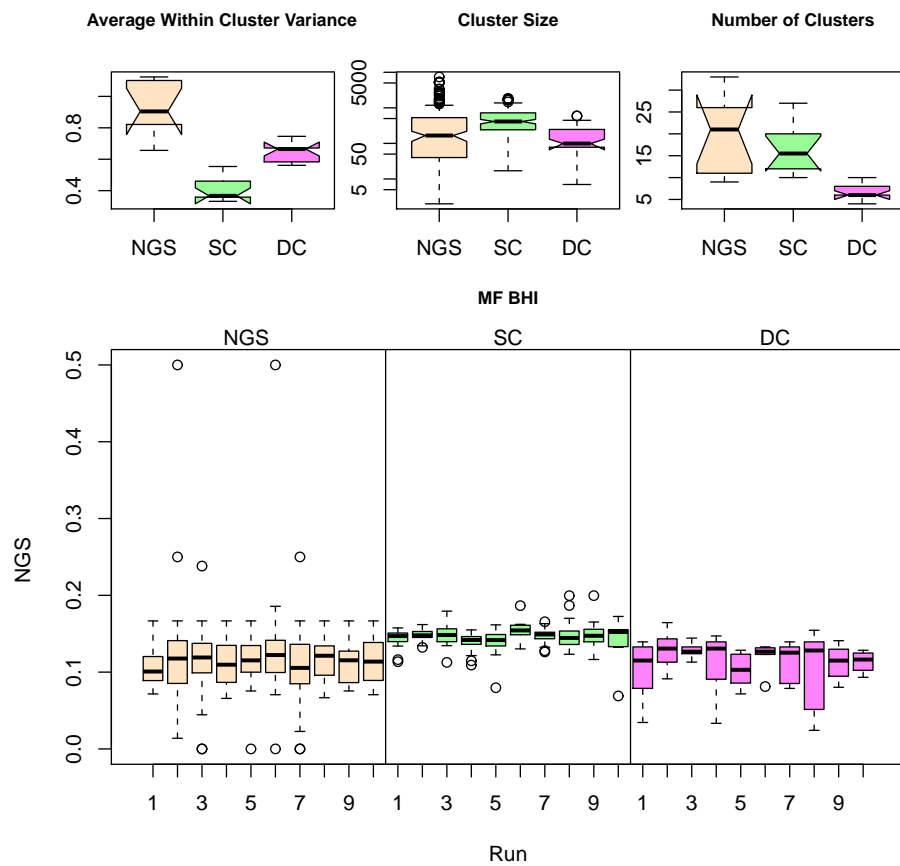 Average Within Cluster Variance
Cluster Size
Number of Clusters
0.8
0.4
NGS SC DC
5000
50
5
NGS SC DC
25
15
5
NGS SC DC
MF BHI
NGS SC DC
0.5
0.4
0.3
0.2
0.1
0.0
NGS
1 3 5 7 9 1 3 5 7 9 1 3 5 7 9
Run